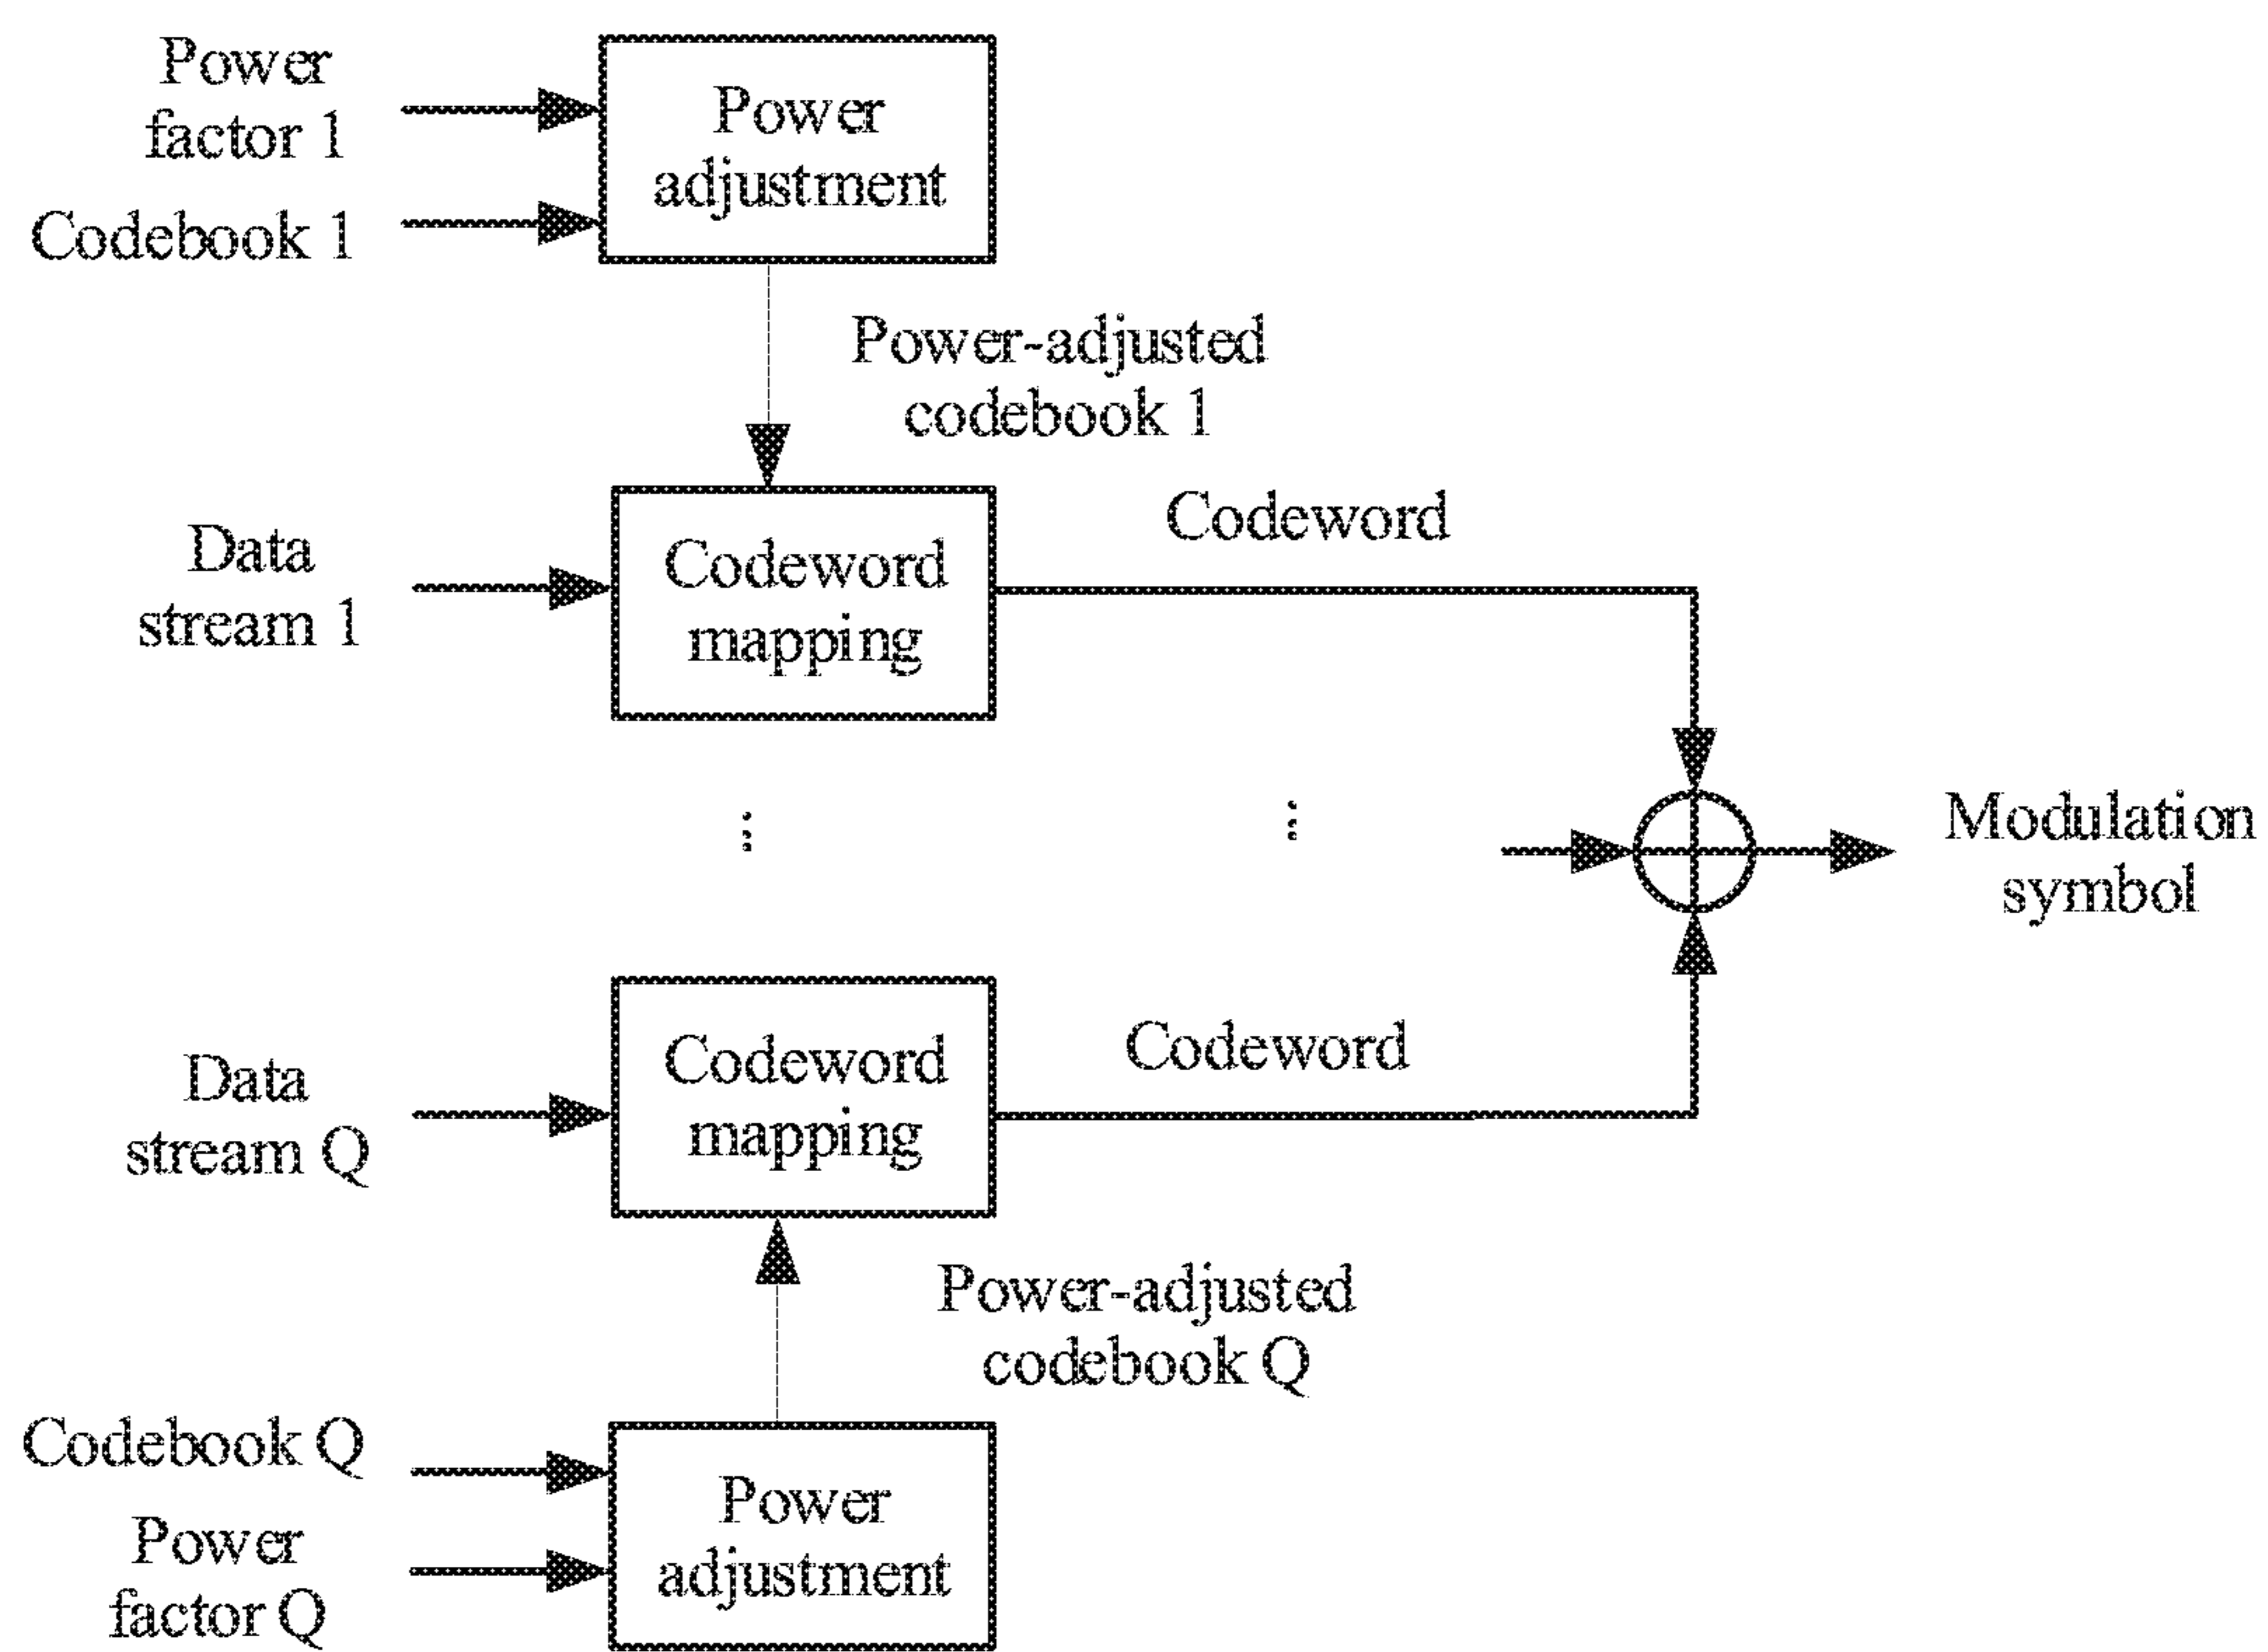 Power
factor 1
Codebook 1
Power
adjustment
Power-adjusted
codebook 1
Data
stream 1
Codeword
mapping
Codeword
Modulation
symbol
Data
stream Q
Codeword
mapping
Codeword
Power-adjusted
codebook Q
Codebook Q
Power
factor Q
Power
adjustment